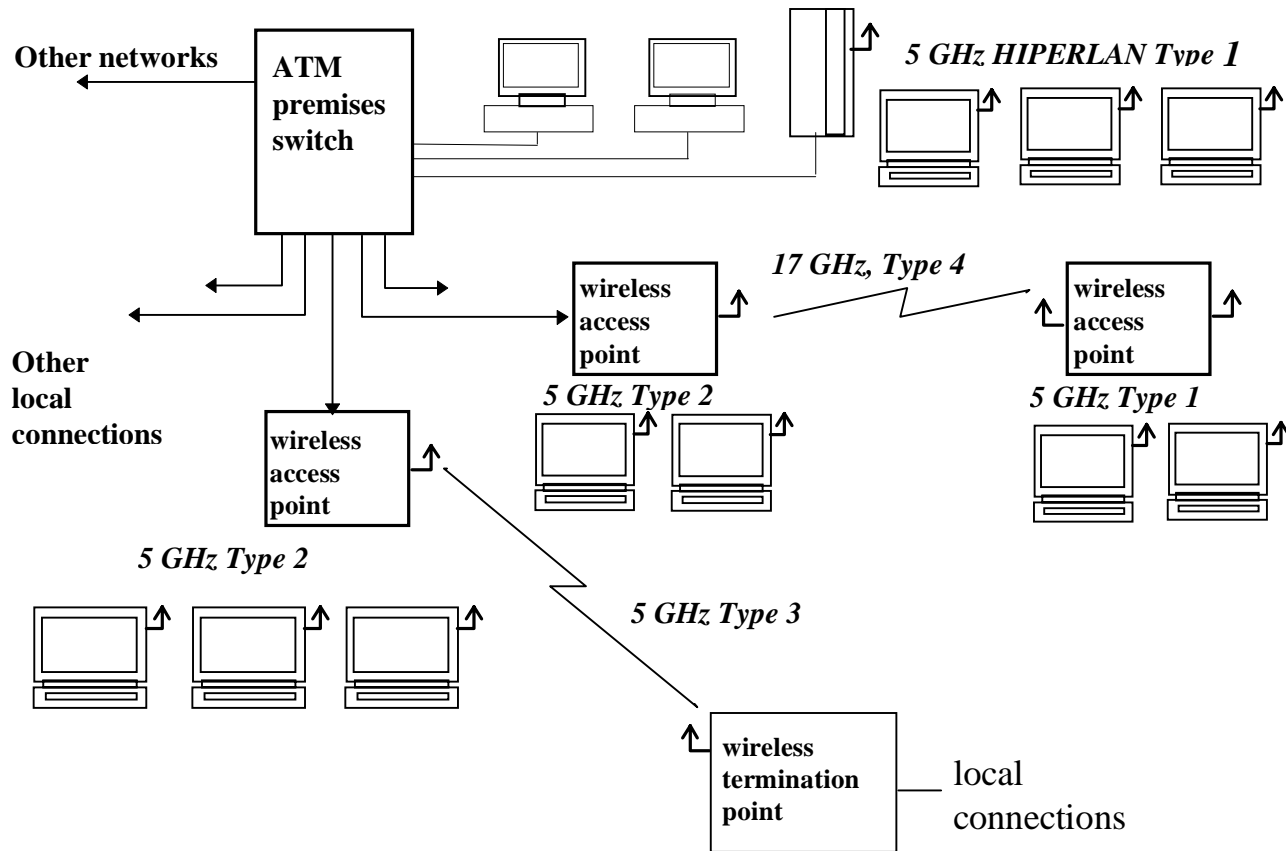 Other networks
ATM
premises
switch
5 GHz HIPERLAN Type 1
17 GHz, Type 4
wireless
access
point
wireless
access
point
Other
local
connections
5 GHz Type 2
5 GHz Type 1
wireless
access
point
5 GHz Type 2
5 GHz Type 3
wireless
termination
point
local
connections